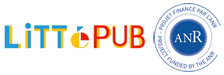 LiTTéPUB
PROJET FINANCÉ PAR L'ANR
ANR
PROJECT FUNDED BY THE ANR